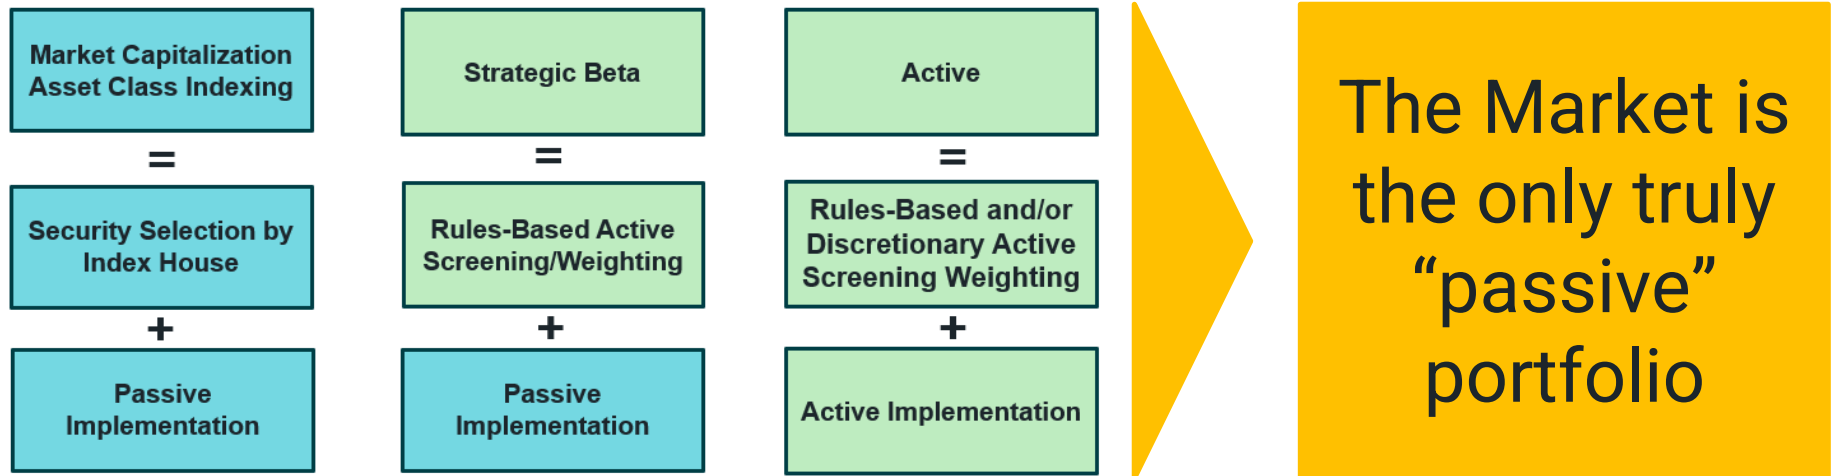 Market Capitalization
Asset Class Indexing
=
Security Selection by
Index House
+
Passive
Implementation
Strategic Beta
=
Rules-Based Active
Screening/Weighting
+
Passive
Implementation
Active
=
Rules-Based and/or
Discretionary Active
Screening Weighting
+
Active Implementation
The Market is
the only truly
“passive”
portfolio